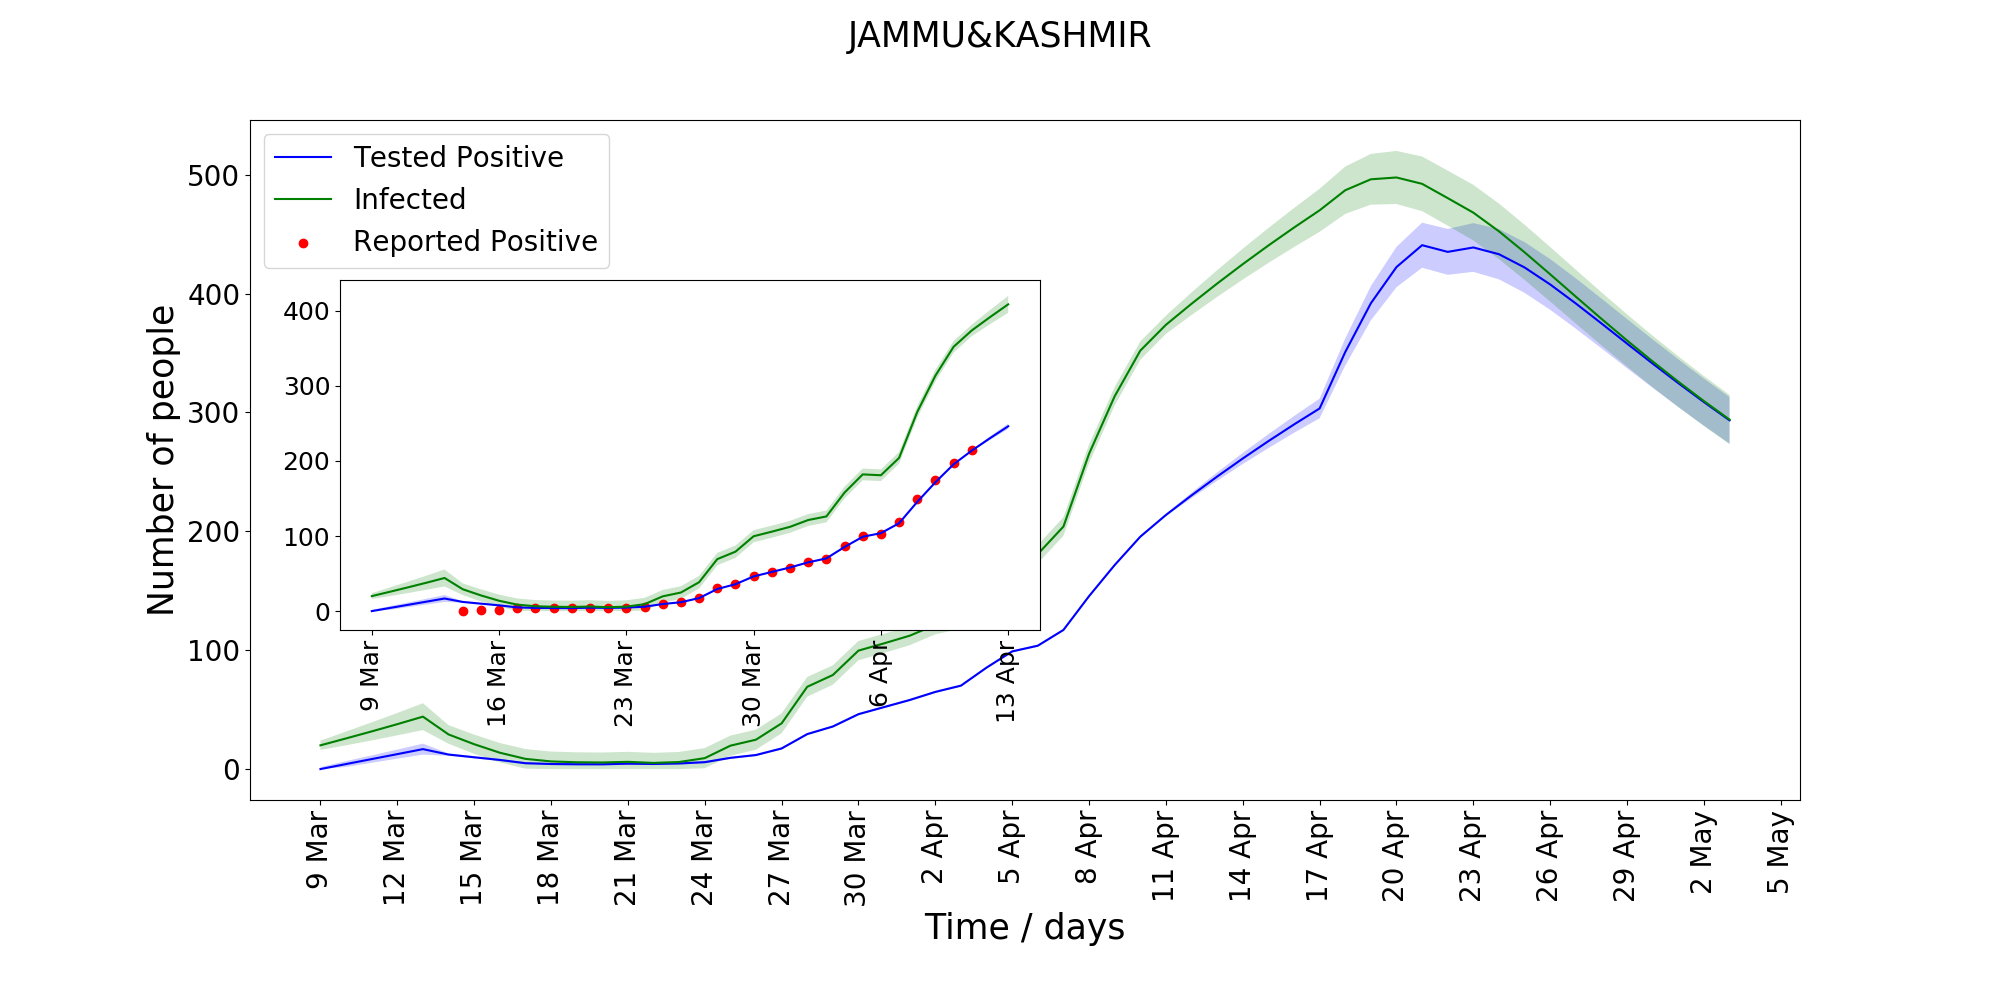 JAMMU&KASHMIR
Tested Positive
Infected
Reported Positive
Number of people
500
400
300
200
100
0
400
300
200
100
0
9 Mar
16 Mar
23 Mar
30 Mar
6 Apr
13 Apr
9 Mar
12 Mar
15 Mar
18 Mar
21 Mar
24 Mar
27 Mar
30 Mar
2 Apr
5 Apr
8 Apr
11 Apr
14 Apr
17 Apr
20 Apr
23 Apr
26 Apr
29 Apr
2 May
5 May
Time / days